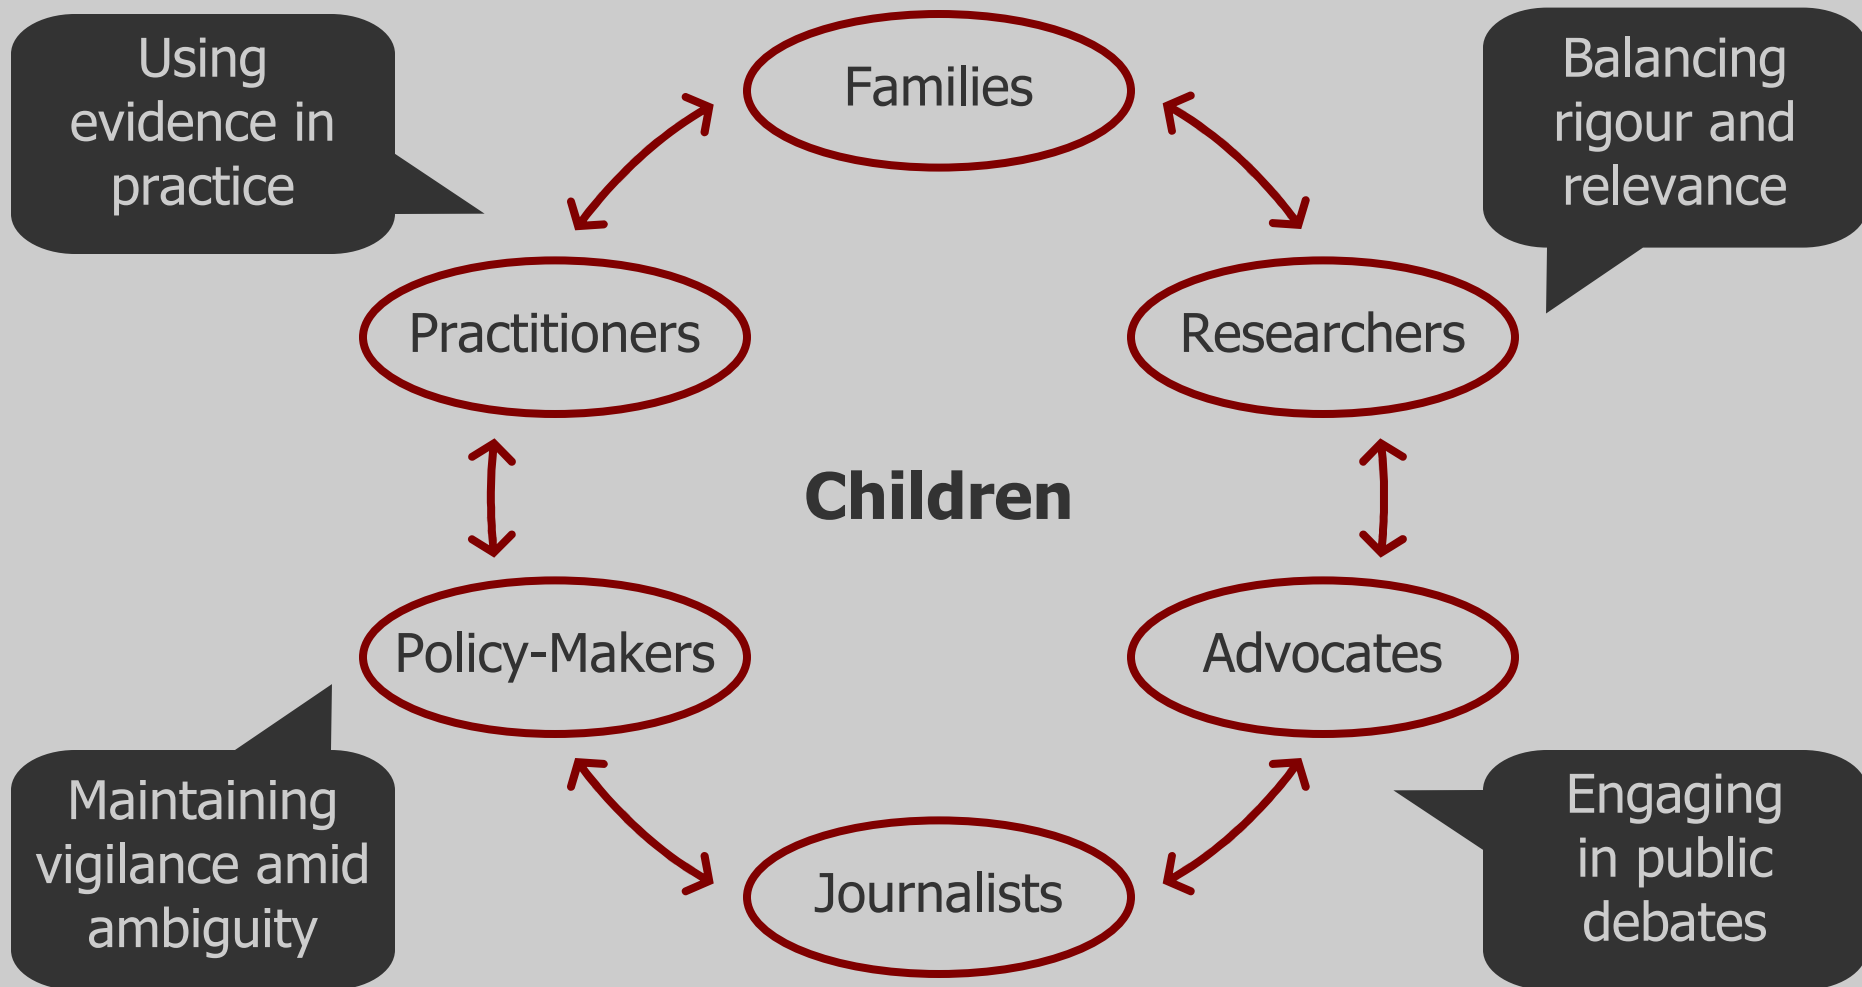 Using
evidence in
practice
Families
Balancing
rigour and
relevance
Practitioners
Researchers
Children
Policy-Makers
Advocates
Maintaining
vigilance amid
ambiguity
Journalists
Engaging
in public
debates